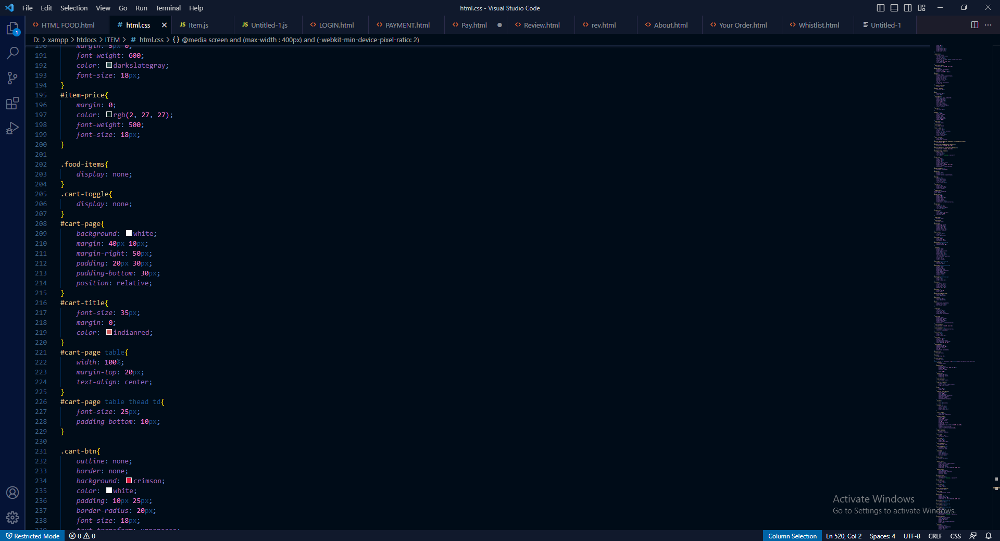 File Edit Selection View Go Run Terminal Help
html.css - Visual Studio Code
HTML FOOD.html
# html.css
JS Item.js
JS Untitled-1.js
LOGIN.html
PAYMENT.html
Pay.html
Review.html
rev.html
About.html
Your Order.html
Whistlist.html
Untitled-1
1
D: > xampp > htdocs > ITEM > # html.css > {} @media screen and (max-width : 400px) and (-webkit-min-device-pixel-ratio: 2)
190 margin: 5px 0;
191 font-weight: 600;
192 color: darkslategray;
193 font-size: 18px;
194 }
195 #item-price{
196 margin: 0;
197 color: rgb(2, 27, 27);
198 font-weight: 500;
199 font-size: 18px;
200 }
201
202 .food-items{
203 display: none;
204 }
205 .cart-toggle{
206 display: none;
207 }
208 #cart-page{
209 background: white;
210 margin: 40px 10px;
211 margin-right: 50px;
212 padding: 20px 30px;
213 padding-bottom: 30px;
214 position: relative;
215 }
216 #cart-title{
217 font-size: 35px;
218 margin: 0;
219 color: indianred;
220 }
221 #cart-page table{
222 width: 100%;
223 margin-top: 20px;
224 text-align: center;
225 }
226 #cart-page table thead td{
227 font-size: 25px;
228 padding-bottom: 10px;
229 }
230
231 .cart-btn{
232 outline: none;
233 border: none;
234 background: crimson;
235 color: white;
236 padding: 10px 25px;
237 border-radius: 20px;
238 font-size: 18px;
239 text-transform: uppercase;
Activate Windows
Go to Settings to activate Windows.
Restricted Mode 0 0
Column Selection Ln 520, Col 2 Spaces: 4 UTF-8 CRLF CSS